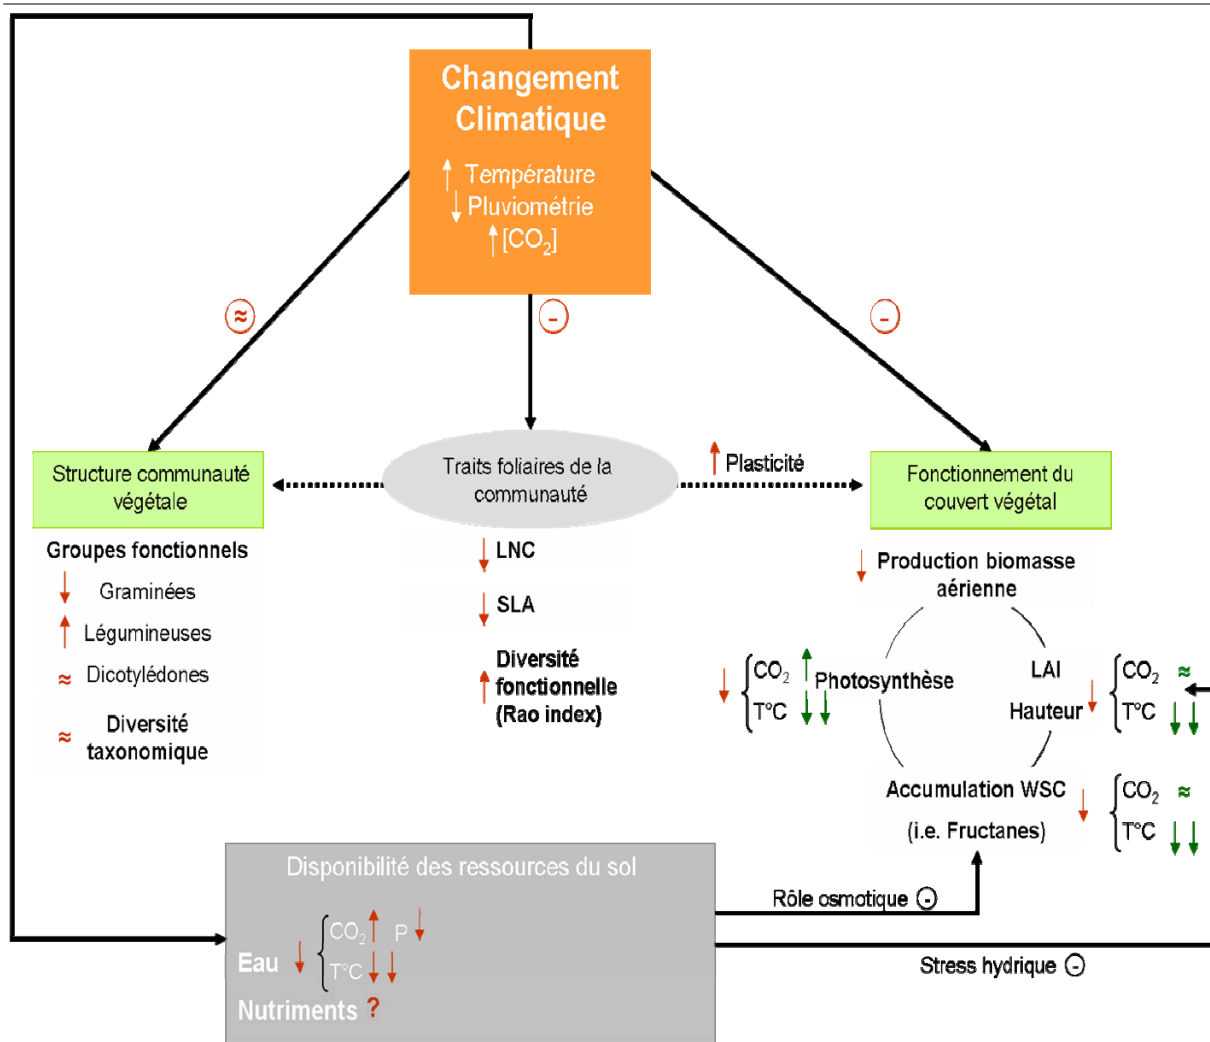 Changement
Climatique
↑ Température
↓ Pluviométrie
↑ [CO₂]
≈
-
-
Structure communauté
végétale
Traits foliaires de la
communauté
↑ Plasticité
Fonctionnement du
couvert végétal
Groupes fonctionnels
↓ Graminées
↑ Légumineuses
≈ Dicotylédones
≈ Diversité
taxonomique
↓ LNC
↓ SLA
↑ Diversité
fonctionnelle
(Rao index)
↓ Production biomasse
aérienne
↓ { CO₂ ↑
T°C ↓↓
Photosynthèse
LAI
Hauteur
↓ { CO₂ ≈
T°C ↓↓
Accumulation WSC
(i.e. Fructanes)
↓ { CO₂ ≈
T°C ↓↓
Disponibilité des ressources du sol
Eau ↓ { CO₂ ↑ P ↓
T°C ↓↓
Nutriments ?
Rôle osmotique -
Stress hydrique -